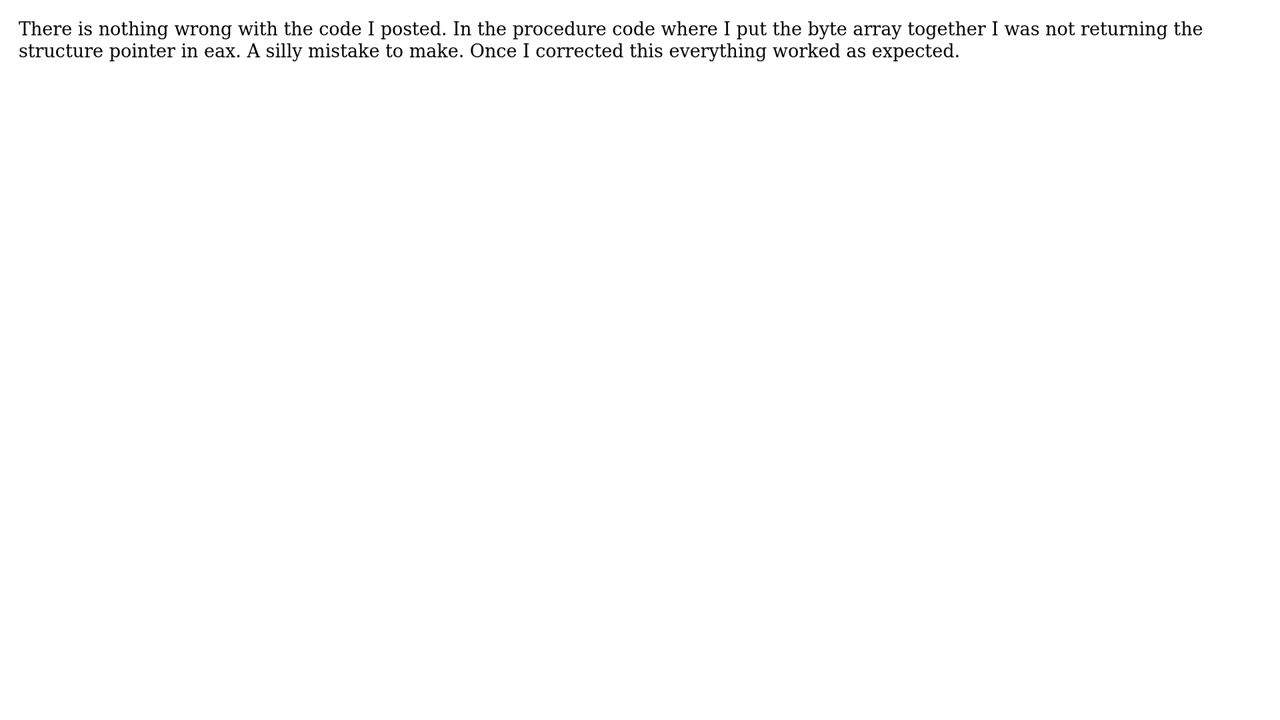 There is nothing wrong with the code I posted. In the procedure code where I put the byte array together I was not returning the
structure pointer in eax. A silly mistake to make. Once I corrected this everything worked as expected.